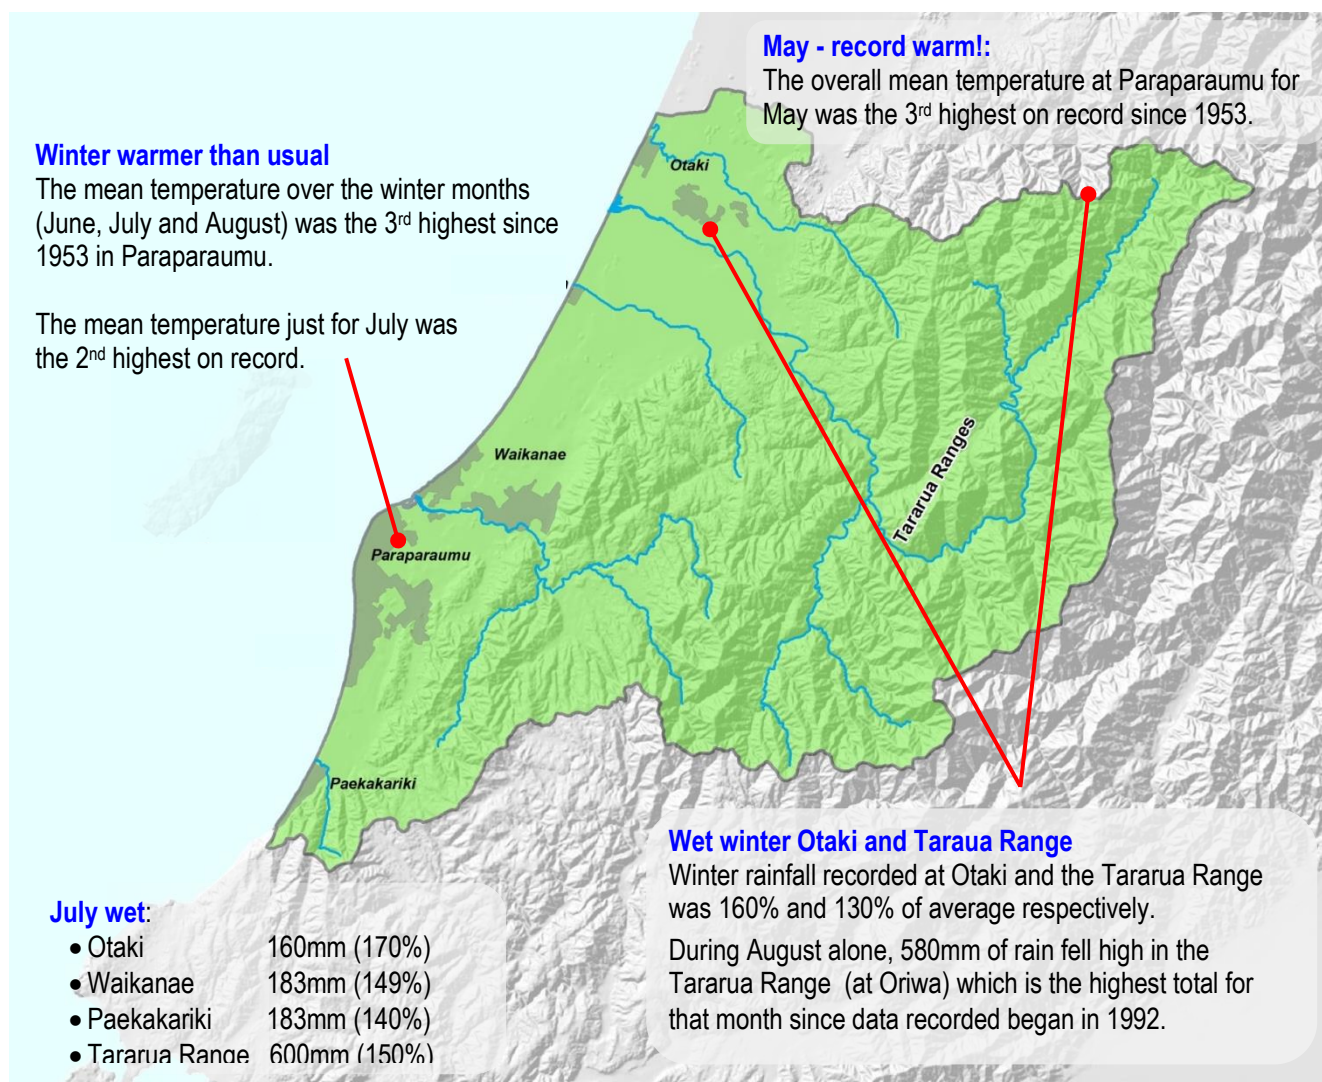 May - record warm!:
The overall mean temperature at Paraparaumu for
May was the 3rd highest on record since 1953.
Winter warmer than usual
The mean temperature over the winter months
(June, July and August) was the 3rd highest since
1953 in Paraparaumu.
The mean temperature just for July was
the 2nd highest on record.
Otaki
Waikanae
Tararua Ranges
Paraparaumu
Paekakariki
Wet winter Otaki and Taraua Range
Winter rainfall recorded at Otaki and the Tararua Range
was 160% and 130% of average respectively.
During August alone, 580mm of rain fell high in the
Tararua Range (at Oriwa) which is the highest total for
that month since data recorded began in 1992.
July wet:
• Otaki 160mm (170%)
• Waikanae 183mm (149%)
• Paekakariki 183mm (140%)
• Tararua Range 600mm (150%)